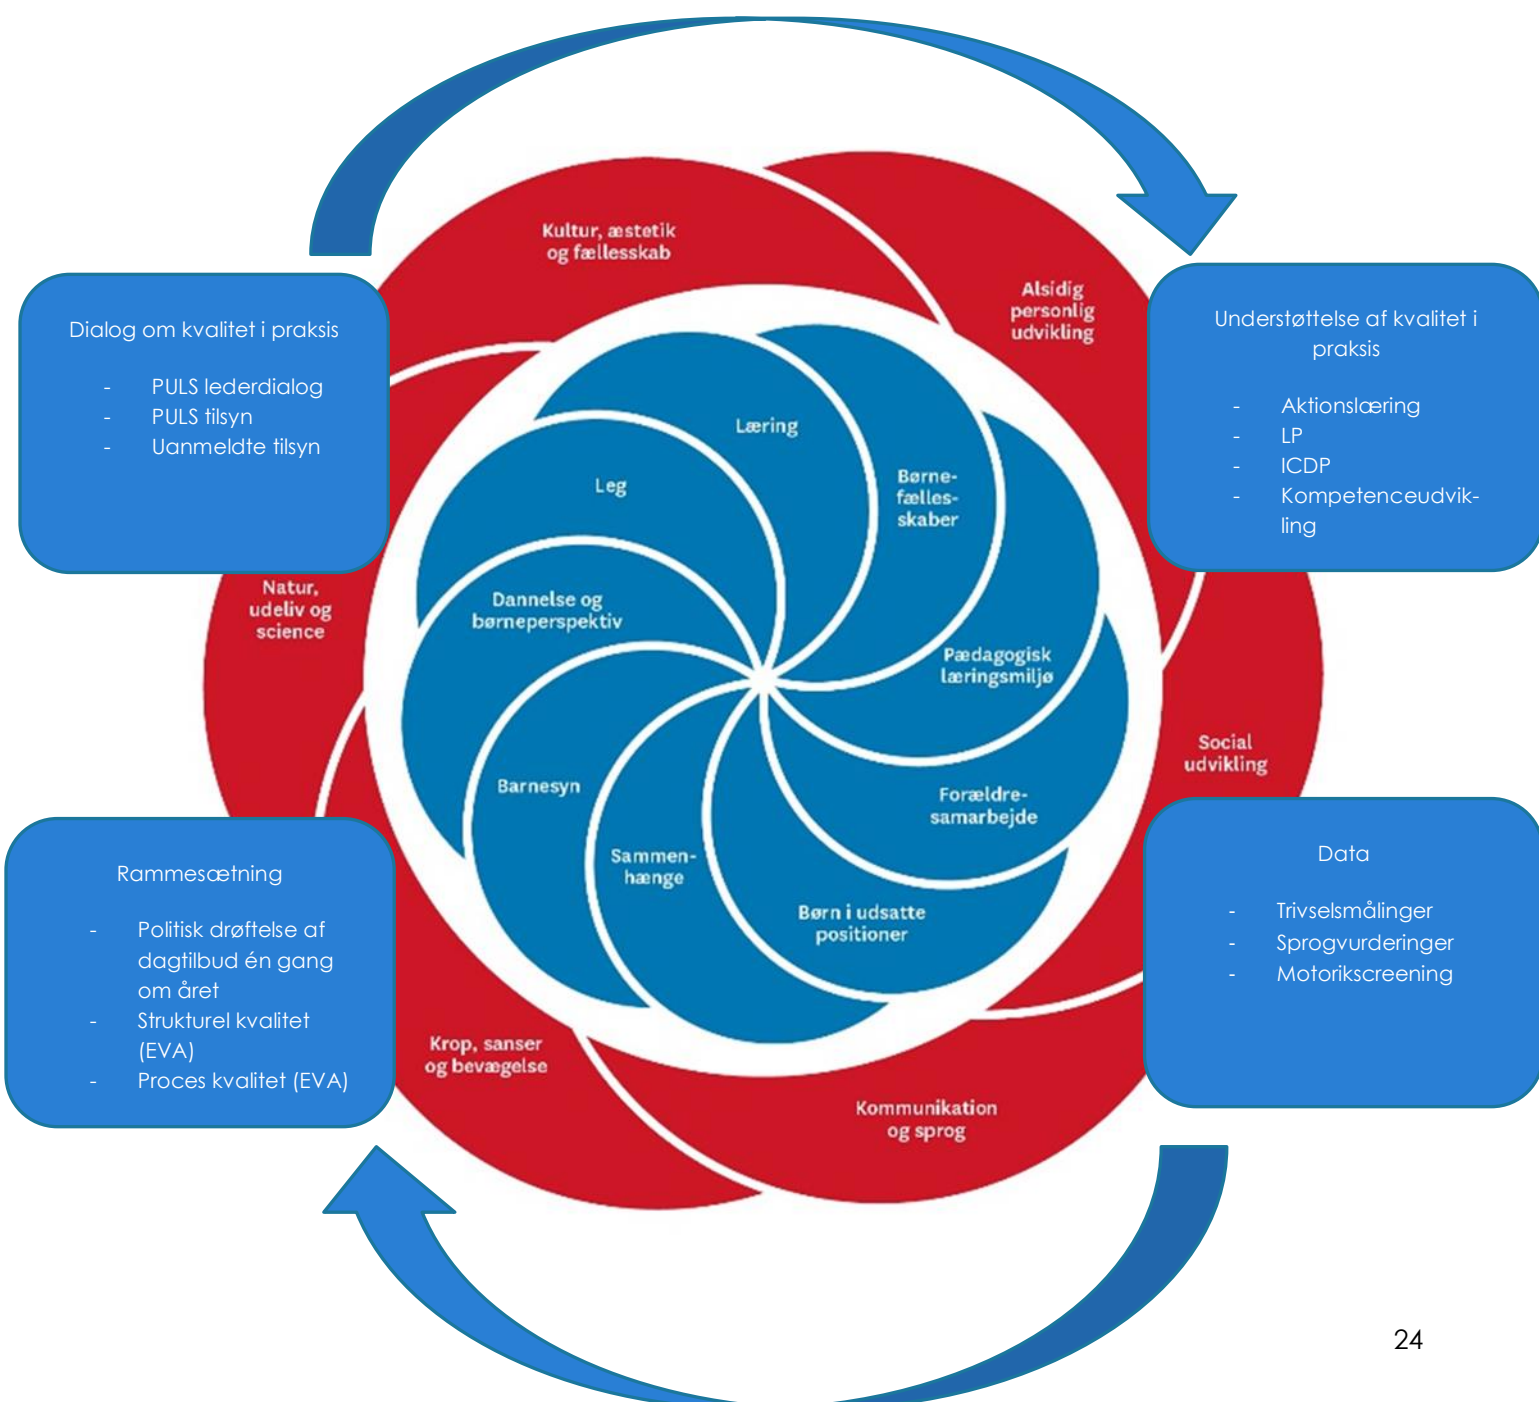 Kultur, æstetik
og fællesskab
Alsidig
personlig
udvikling
Dialog om kvalitet i praksis
- PULS lederdialog
- PULS tilsyn
- Uanmeldte tilsyn
Understøttelse af kvalitet i
praksis
- Aktionslæring
- LP
- ICDP
- Kompetenceudvik-
ling
Læring
Børne-
fælles-
skaber
Leg
Natur,
udeliv og
science
Dannelse og
børneperspektiv
Pædagogisk
læringsmiljø
Social
udvikling
Barnesyn
Forældre-
samarbejde
Sammen-
hænge
Børn i udsatte
positioner
Rammesætning
- Politisk drøftelse af
dagtilbud én gang
om året
- Strukturel kvalitet
(EVA)
- Proces kvalitet (EVA)
Data
- Trivselsmålinger
- Sprogvurderinger
- Motorikscreening
Krop, sanser
og bevægelse
Kommunikation
og sprog
24